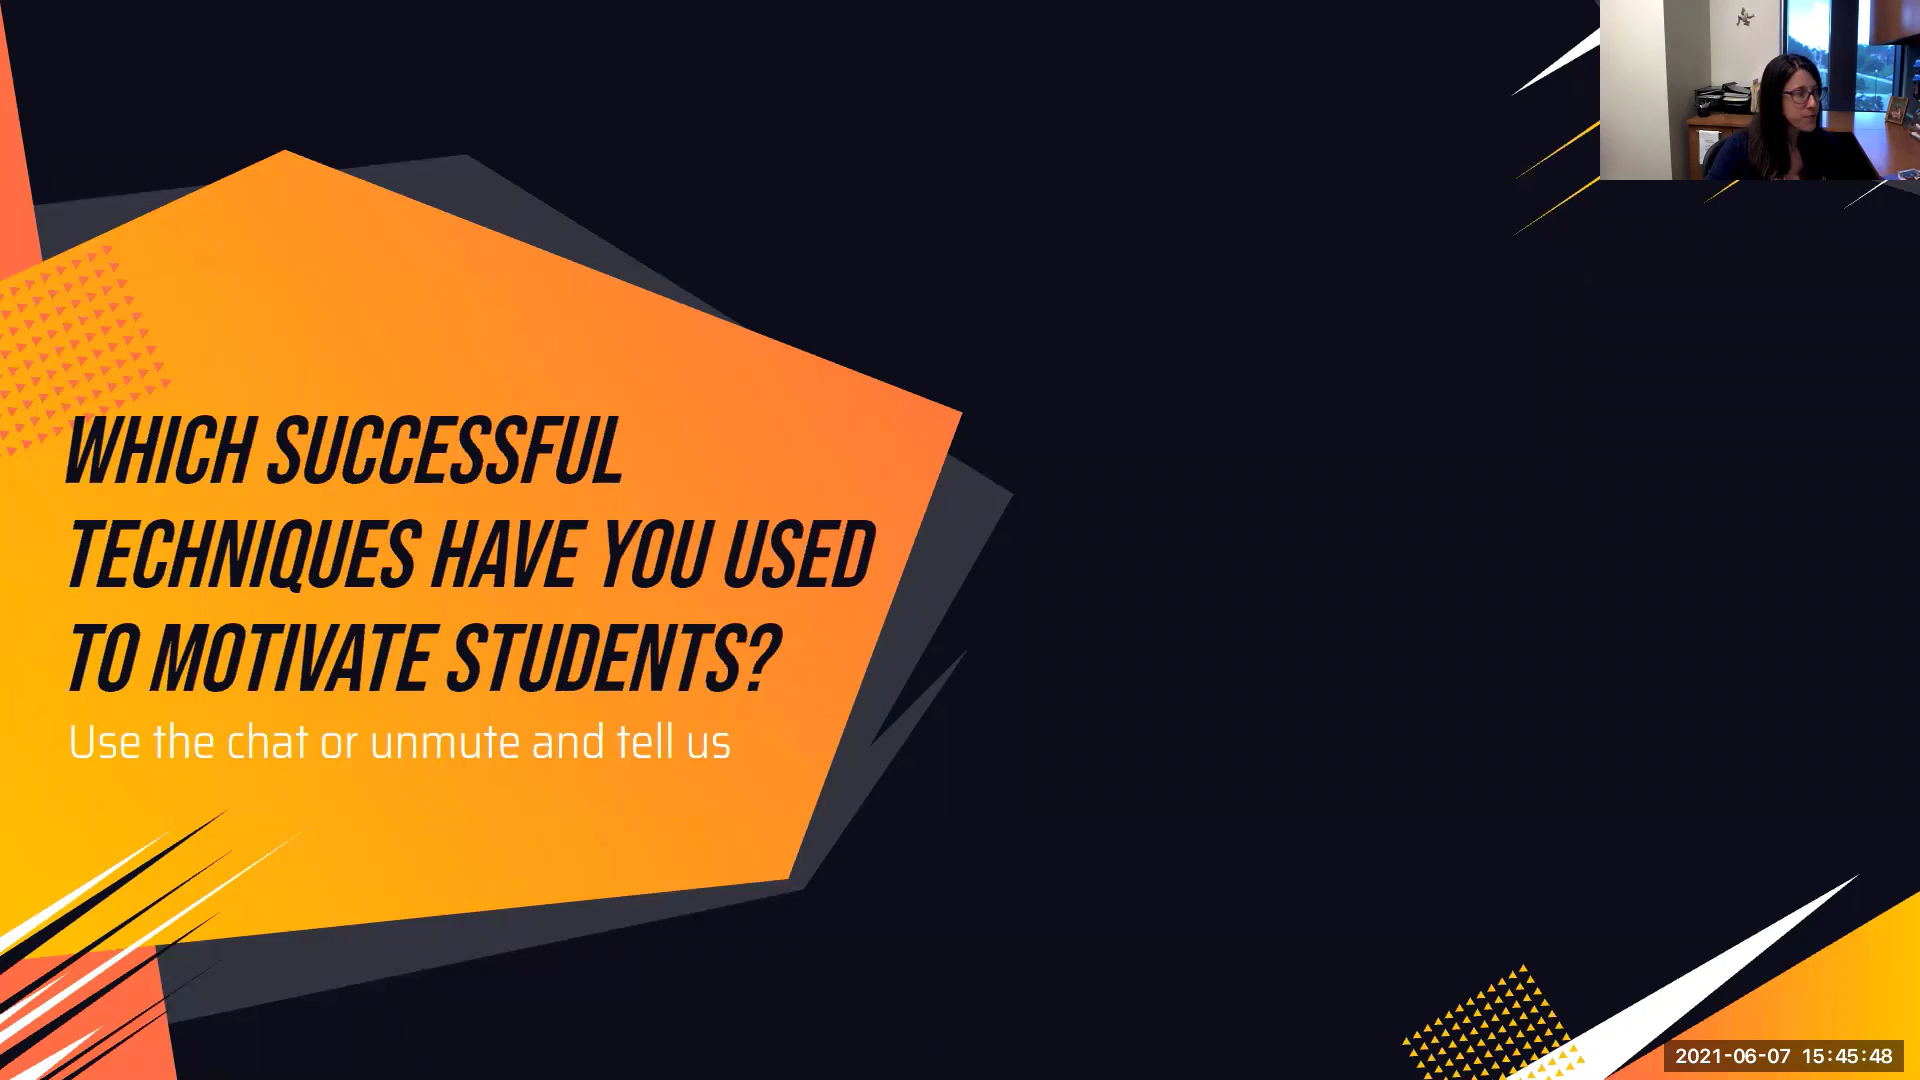 WHICH SUCCESSFUL
TECHNIQUES HAVE YOU USED
TO MOTIVATE STUDENTS?
Use the chat or unmute and tell us
2021-06-07 15:45:48